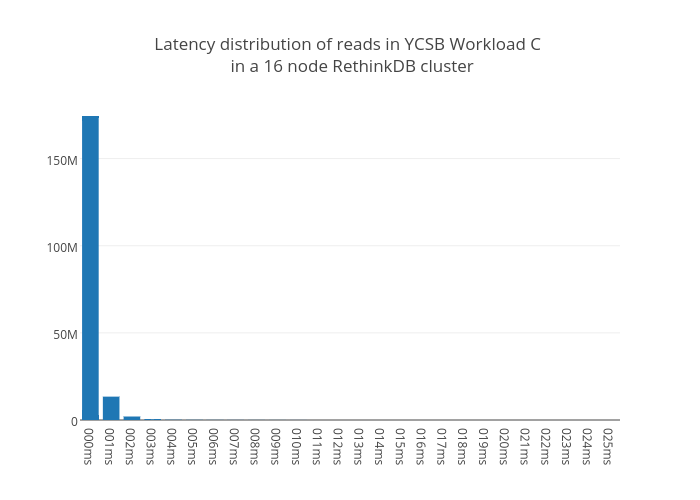 Latency distribution of reads in YCSB Workload C
in a 16 node RethinkDB cluster
150M
100M
50M
0
000ms
001ms
002ms
003ms
004ms
005ms
006ms
007ms
008ms
009ms
010ms
011ms
012ms
013ms
014ms
015ms
016ms
017ms
018ms
019ms
020ms
021ms
022ms
023ms
024ms
025ms